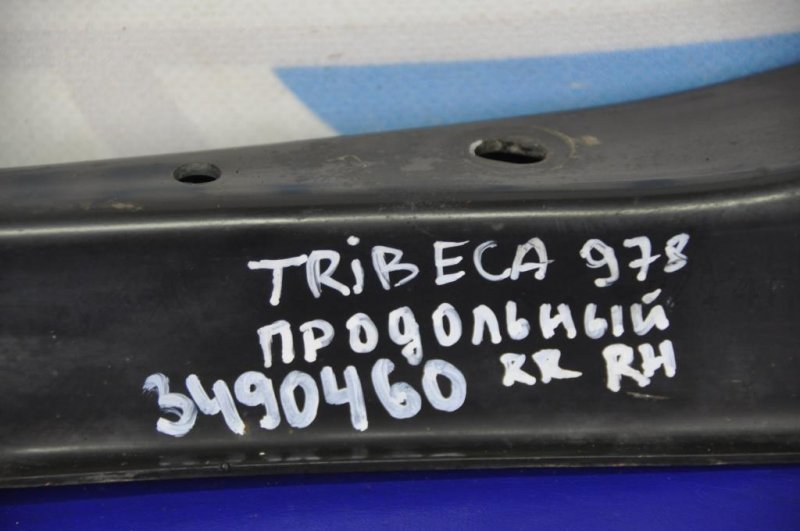 TRiBECA 978
ПРОДОЛЬНЫЙ
3490460 RR RH